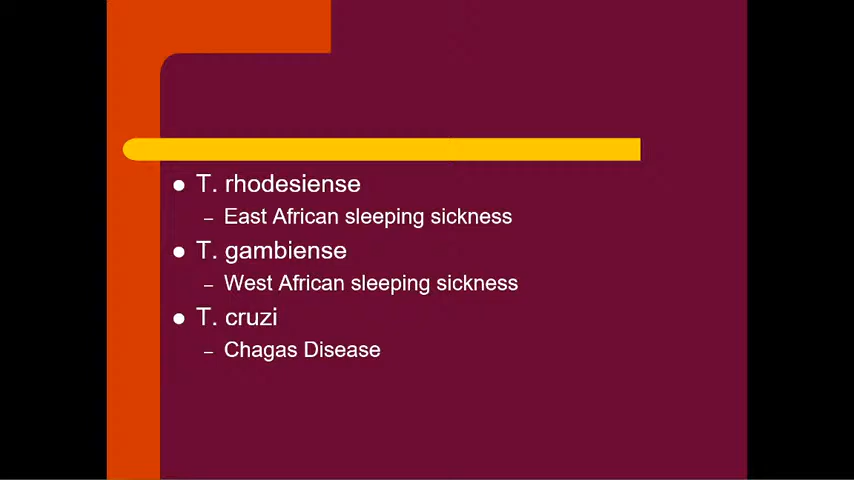 ● T. rhodesiense
– East African sleeping sickness
● T. gambiense
– West African sleeping sickness
● T. cruzi
– Chagas Disease